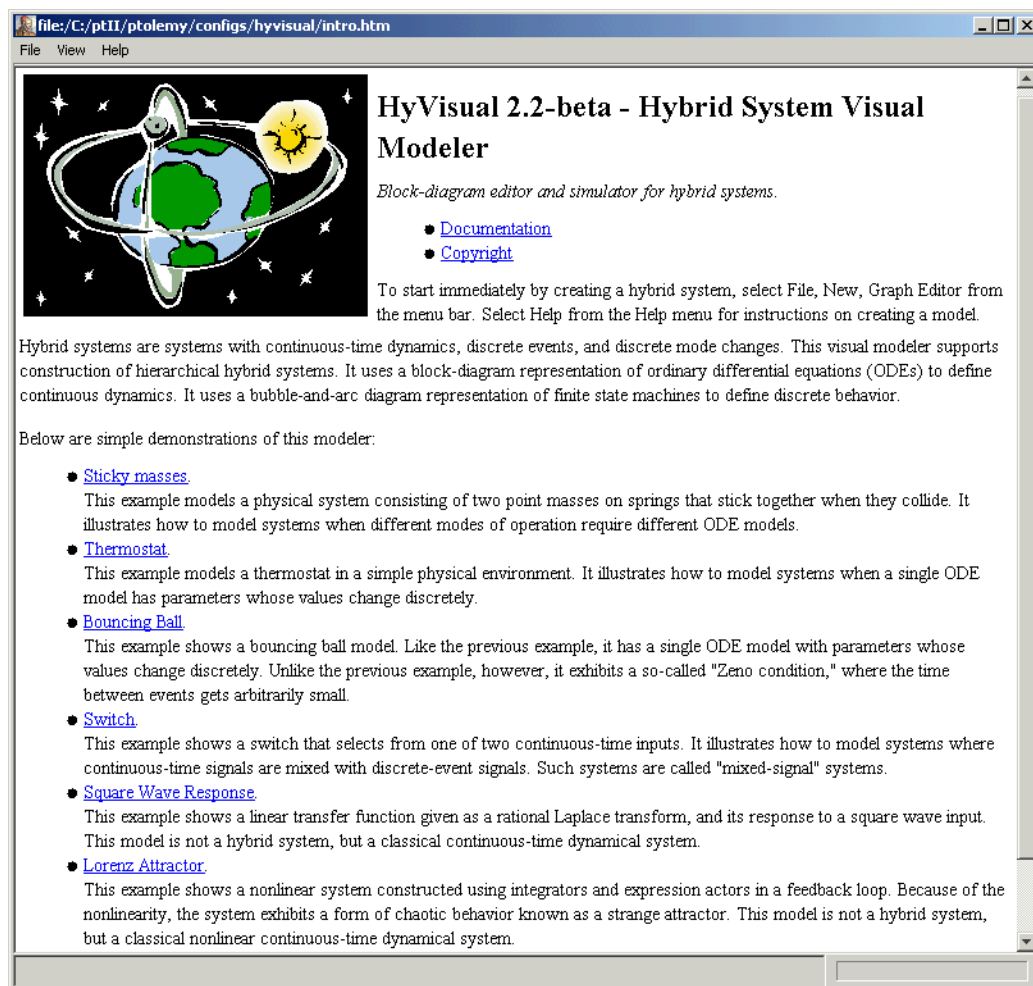 file:/C:/ptII/ptolemy/configs/hyvisual/intro.htm
File View Help
HyVisual 2.2-beta - Hybrid System Visual
Modeler
Block-diagram editor and simulator for hybrid systems.
Documentation
Copyright
To start immediately by creating a hybrid system, select File, New, Graph Editor from
the menu bar. Select Help from the Help menu for instructions on creating a model.
Hybrid systems are systems with continuous-time dynamics, discrete events, and discrete mode changes. This visual modeler supports
construction of hierarchical hybrid systems. It uses a block-diagram representation of ordinary differential equations (ODEs) to define
continuous dynamics. It uses a bubble-and-arc diagram representation of finite state machines to define discrete behavior.
Below are simple demonstrations of this modeler:
Sticky masses.
This example models a physical system consisting of two point masses on springs that stick together when they collide. It
illustrates how to model systems when different modes of operation require different ODE models.
Thermostat.
This example models a thermostat in a simple physical environment. It illustrates how to model systems when a single ODE
model has parameters whose values change discretely.
Bouncing Ball.
This example shows a bouncing ball model. Like the previous example, it has a single ODE model with parameters whose
values change discretely. Unlike the previous example, however, it exhibits a so-called "Zeno condition," where the time
between events gets arbitrarily small.
Switch.
This example shows a switch that selects from one of two continuous-time inputs. It illustrates how to model systems where
continuous-time signals are mixed with discrete-event signals. Such systems are called "mixed-signal" systems.
Square Wave Response.
This example shows a linear transfer function given as a rational Laplace transform, and its response to a square wave input.
This model is not a hybrid system, but a classical continuous-time dynamical system.
Lorenz Attractor.
This example shows a nonlinear system constructed using integrators and expression actors in a feedback loop. Because of the
nonlinearity, the system exhibits a form of chaotic behavior known as a strange attractor. This model is not a hybrid system,
but a classical nonlinear continuous-time dynamical system.